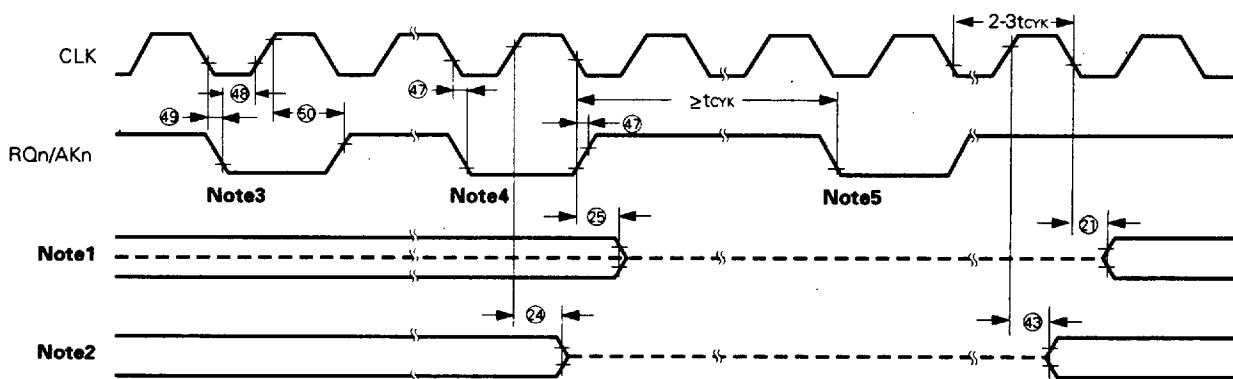 2-3tCYK
CLK
㊽
㊼
㊾
㊿
≥tCYK
㊼
RQn/AKn
Note3
Note4
Note5
㉕
㉑
Note1
㉔
㊸
Note2